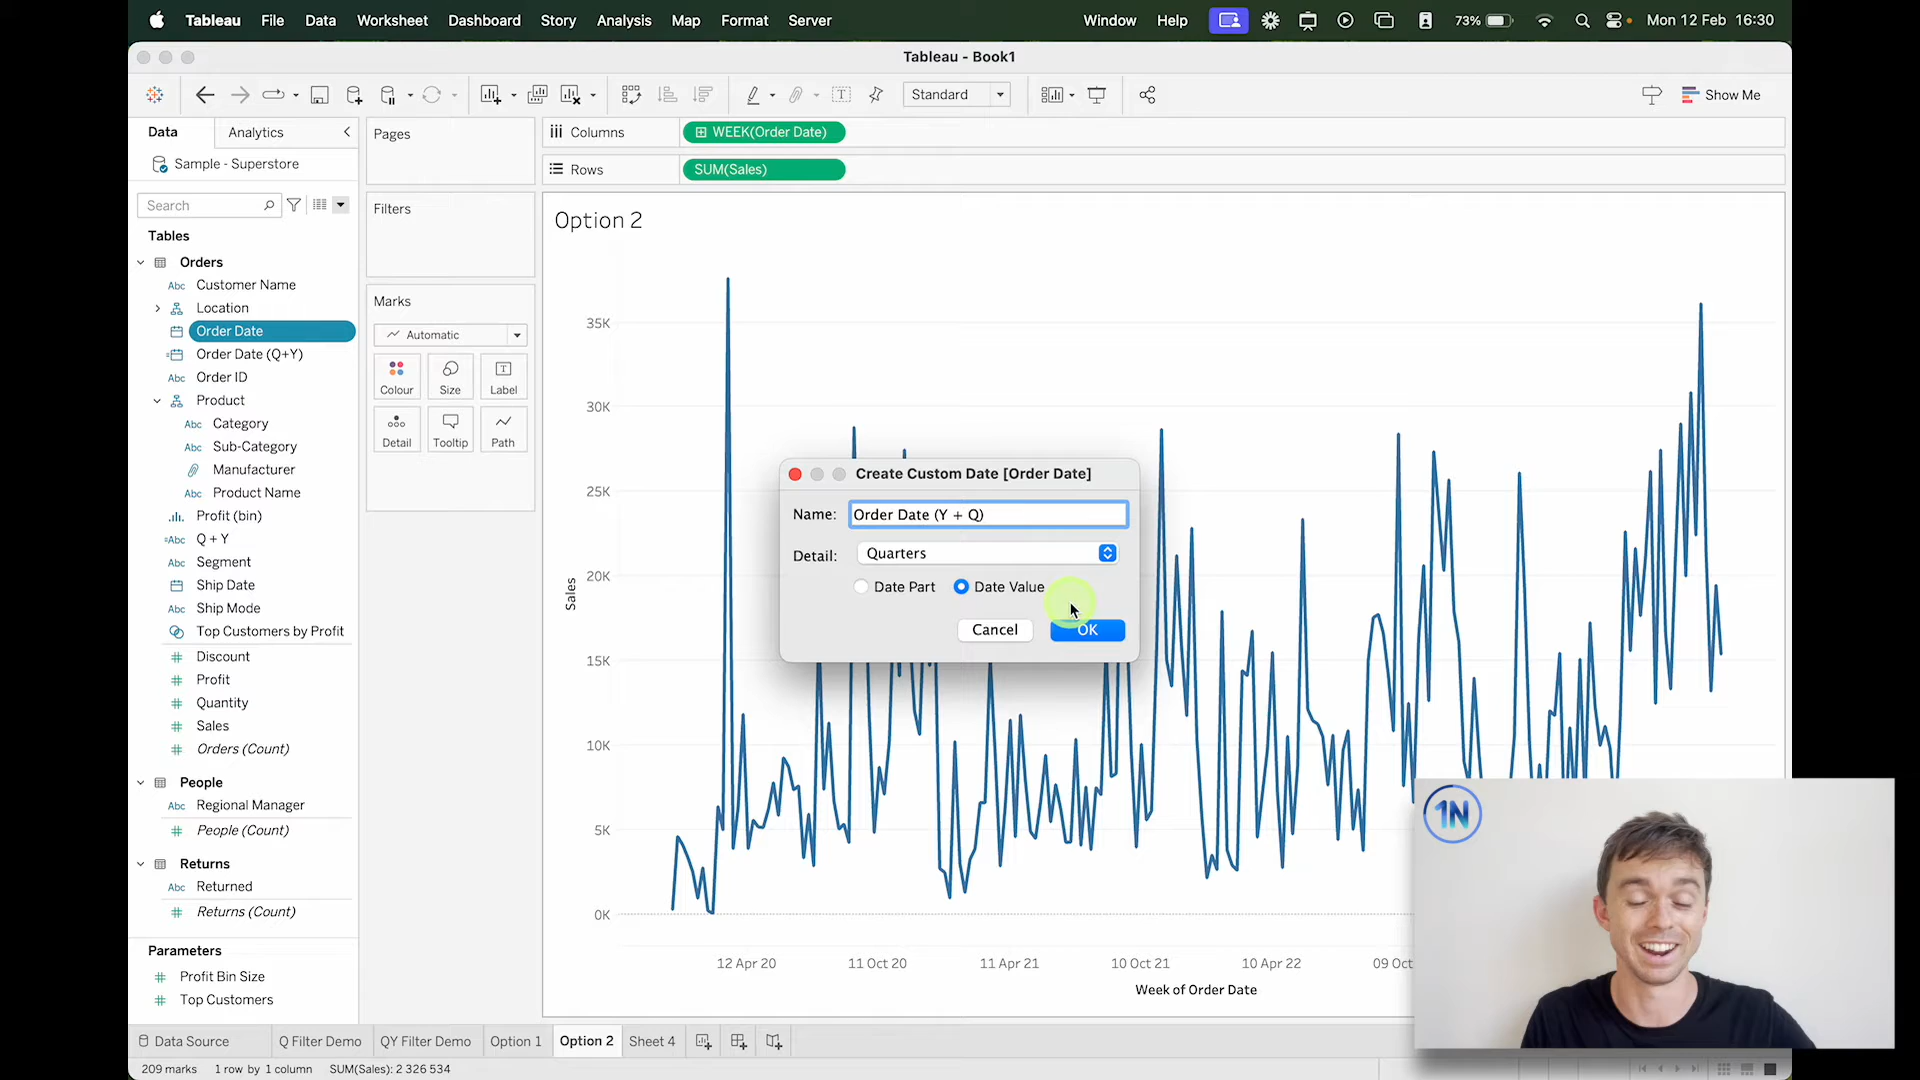 Tableau File Data Worksheet Dashboard Story Analysis Map Format Server Window Help 73% Mon 12 Feb 16:30
Tableau - Book1
Standard Show Me
Data Analytics
Sample - Superstore
Search
Tables
Orders
Customer Name
Location
Order Date
Order Date (Q+Y)
Order ID
Product
Category
Sub-Category
Manufacturer
Product Name
Profit (bin)
Q + Y
Segment
Ship Date
Ship Mode
Top Customers by Profit
Discount
Profit
Quantity
Sales
Orders (Count)
People
Regional Manager
People (Count)
Returns
Returned
Returns (Count)
Parameters
Profit Bin Size
Top Customers
Pages
Filters
Marks
Automatic
Colour Size Label
Detail Tooltip Path
Columns WEEK(Order Date)
Rows SUM(Sales)
Option 2
35K
30K
25K
20K
15K
10K
5K
0K
Sales
12 Apr 20 11 Oct 20 11 Apr 21 10 Oct 21 10 Apr 22 09 Oct
Week of Order Date
Create Custom Date [Order Date]
Name: Order Date (Y + Q)
Detail: Quarters
Date Part Date Value
Cancel OK
1N
Data Source Q Filter Demo QY Filter Demo Option 1 Option 2 Sheet 4
209 marks 1 row by 1 column SUM(Sales): 2 326 534